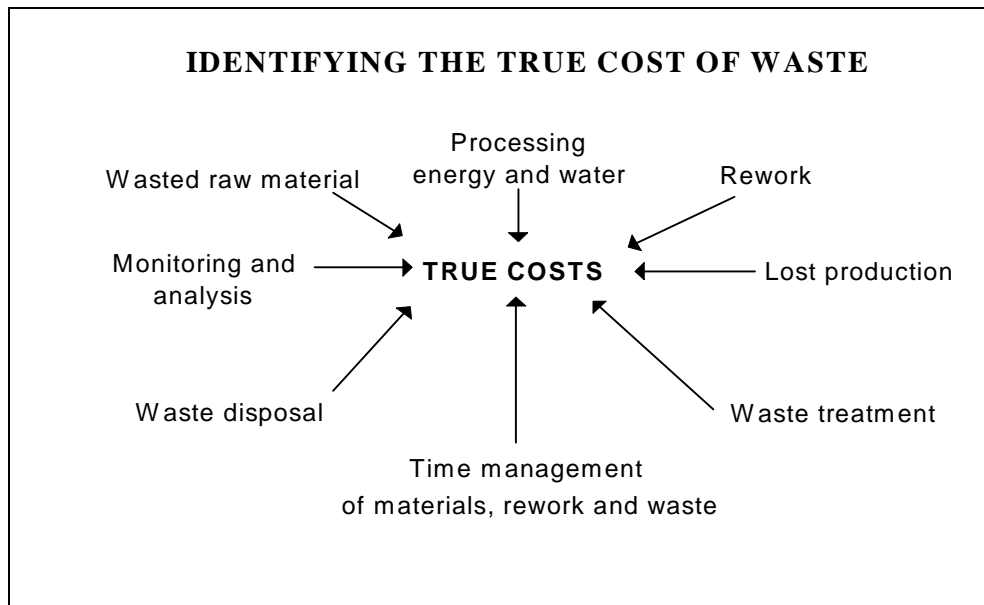 IDENTIFYING THE TRUE COST OF WASTE
Processing
energy and water
Wasted raw material
Rework
Monitoring and
analysis
TRUE COSTS
Lost production
Waste disposal
Waste treatment
Time management
of materials, rework and waste